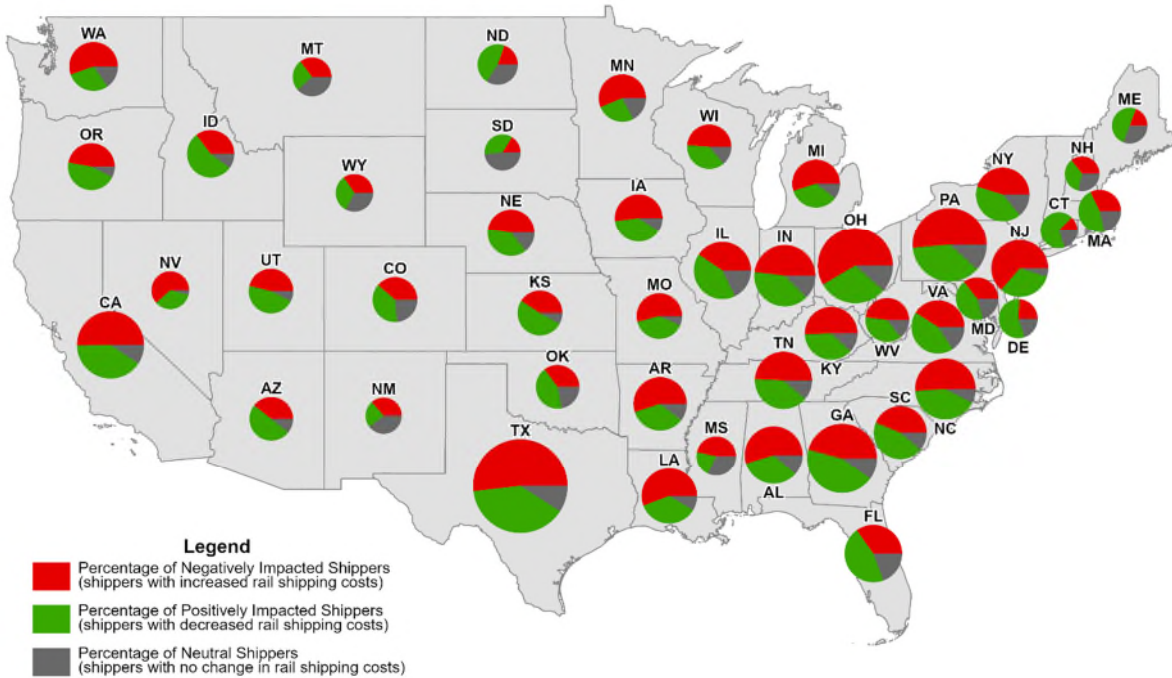 WA
MT
ND
MN
ME
OR
ID
SD
WI
MI
NY
NH
WY
NE
IA
PA
CT
MA
NV
UT
CO
KS
MO
IL
IN
OH
NJ
CA
VA
MD
DE
OK
TN
KY
WV
AZ
NM
AR
SC
NC
TX
MS
GA
LA
AL
FL
Legend
Percentage of Negatively Impacted Shippers
(shippers with increased rail shipping costs)
Percentage of Positively Impacted Shippers
(shippers with decreased rail shipping costs)
Percentage of Neutral Shippers
(shippers with no change in rail shipping costs)